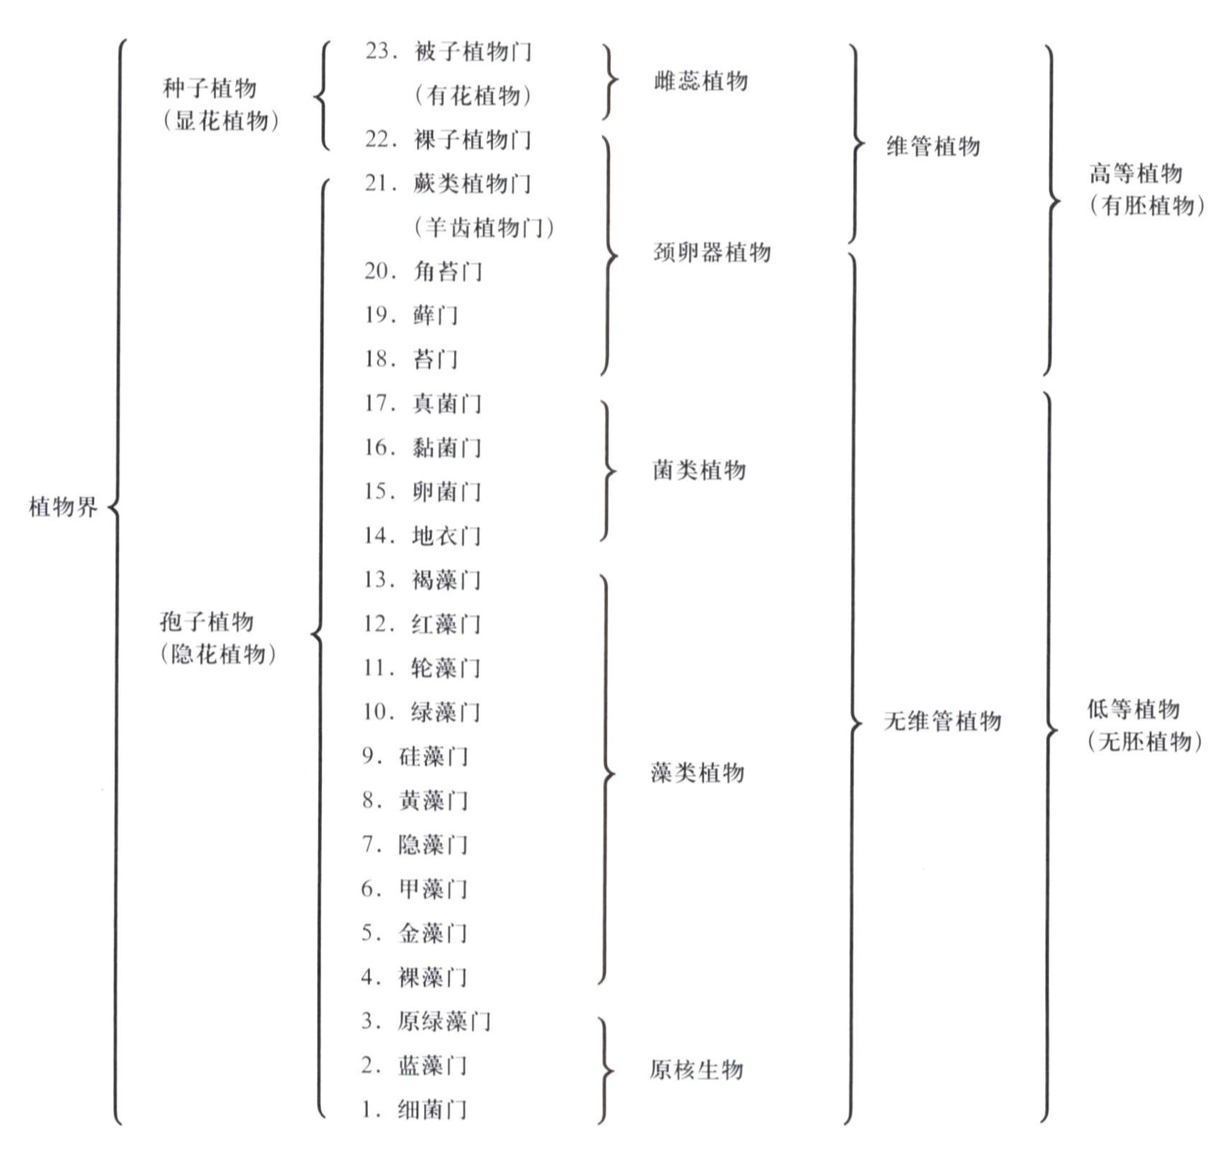 植物界
种子植物
（显花植物）
孢子植物
（隐花植物）
23. 被子植物门
（有花植物）
22. 裸子植物门
21. 蕨类植物门
（羊齿植物门）
20. 角苔门
19. 藓门
18. 苔门
17. 真菌门
16. 黏菌门
15. 卵菌门
14. 地衣门
13. 褐藻门
12. 红藻门
11. 轮藻门
10. 绿藻门
9. 硅藻门
8. 黄藻门
7. 隐藻门
6. 甲藻门
5. 金藻门
4. 裸藻门
3. 原绿藻门
2. 蓝藻门
1. 细菌门
雌蕊植物
颈卵器植物
菌类植物
藻类植物
原核生物
维管植物
无维管植物
高等植物
（有胚植物）
低等植物
（无胚植物）